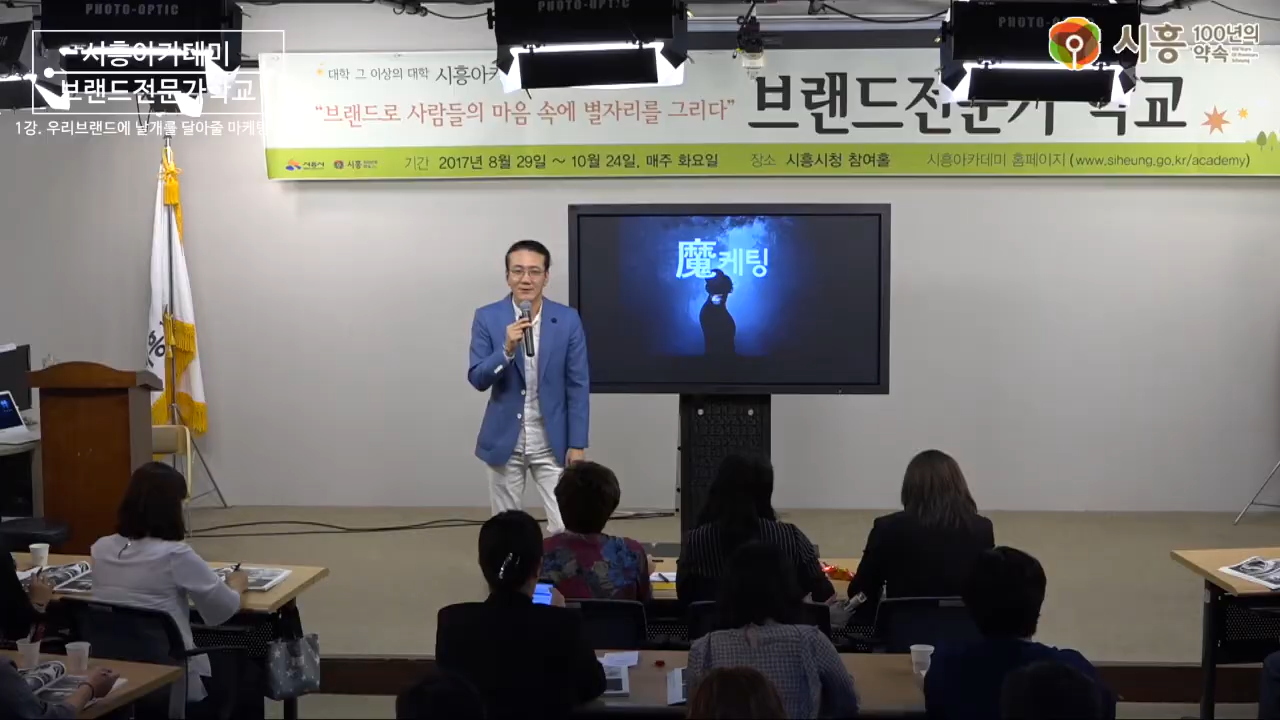 PHOTO-OPTIC
PHOTO-OPTIC
PHOTO-OPTIC
시흥아카데미
브랜드전문가학교
1강. 우리브랜드에 날개를 달아줄 마케팅
시흥 100년의 약속
대학 그 이상의 대학 시흥아카
"브랜드로 사람들의 마음 속에 별자리를 그리다"
브랜드전문가 학교
시흥시 시흥 기간 2017년 8월 29일 ~ 10월 24일, 매주 화요일 장소 시흥시청 참여홀 시흥아카데미 홈페이지 (www.siheung.go.kr/academy)
魔케팅